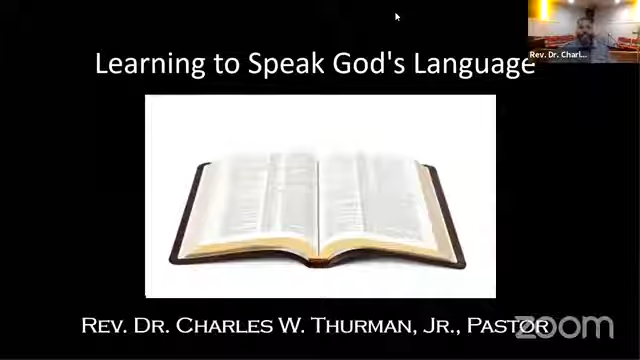 Learning to Speak God's Language
Rev. Dr. Charl...
Rev. Dr. Charles W. Thurman, Jr., Pastor
zoom